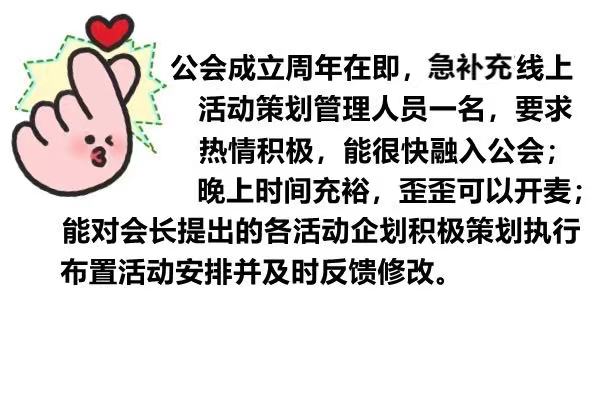 公会成立周年在即，急补充线上
活动策划管理人员一名，要求
热情积极，能很快融入公会；
晚上时间充裕，歪歪可以开麦；
能对会长提出的各活动企划积极策划执行
布置活动安排并及时反馈修改。